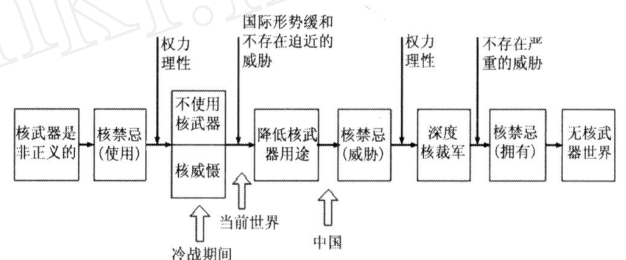 国际形势缓和
不存在迫近的
威胁
权力
理性
权力
理性
不存在严
重的威胁
核武器是
非正义的
核禁忌
(使用)
不使用
核武器
核威慑
降低核武
器用途
核禁忌
(威胁)
深度
核裁军
核禁忌
(拥有)
无核武
器世界
当前世界
冷战期间
中国